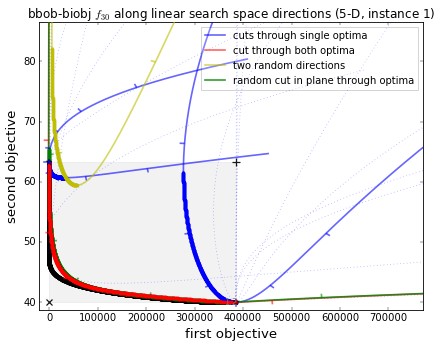 bbob-biobj f30 along linear search space directions (5-D, instance 1)
cuts through single optima
cut through both optima
two random directions
random cut in plane through optima
second objective
80
70
60
50
40
0 100000 200000 300000 400000 500000 600000 700000
first objective